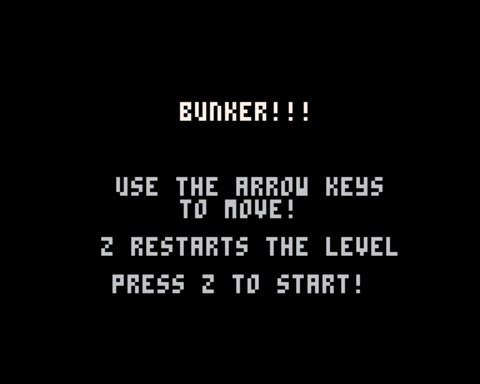 BUNKER!!!
USE THE ARROW KEYS
TO MOVE!
Z RESTARTS THE LEVEL
PRESS Z TO START!